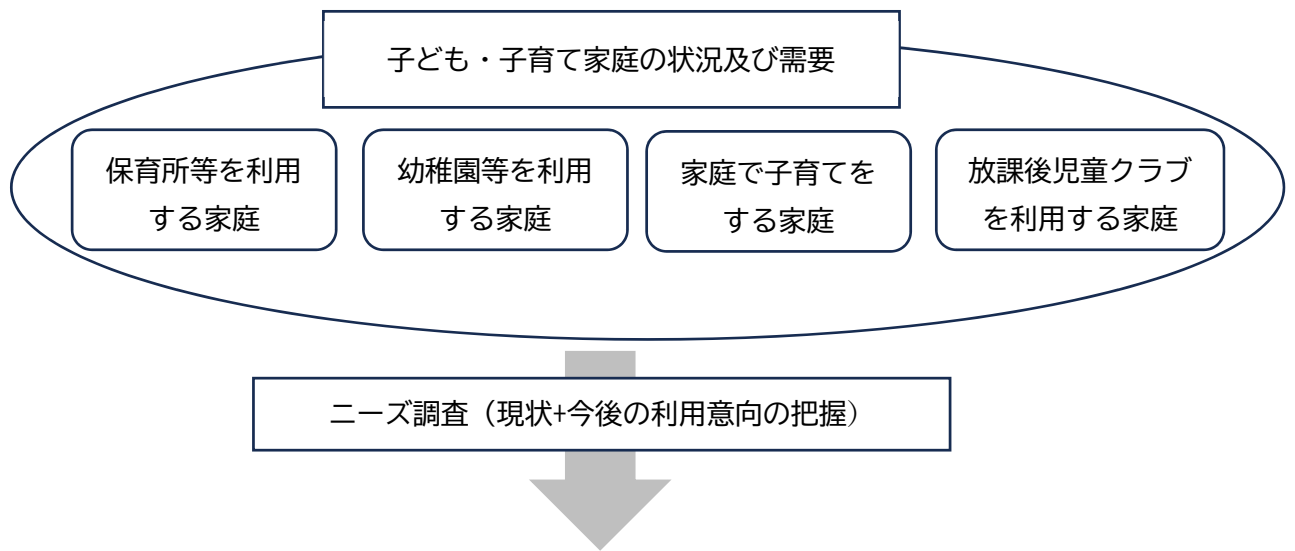 子ども・子育て家庭の状況及び需要
保育所等を利用
する家庭
幼稚園等を利用
する家庭
家庭で子育てを
する家庭
放課後児童クラブ
を利用する家庭
ニーズ調査（現状+今後の利用意向の把握）